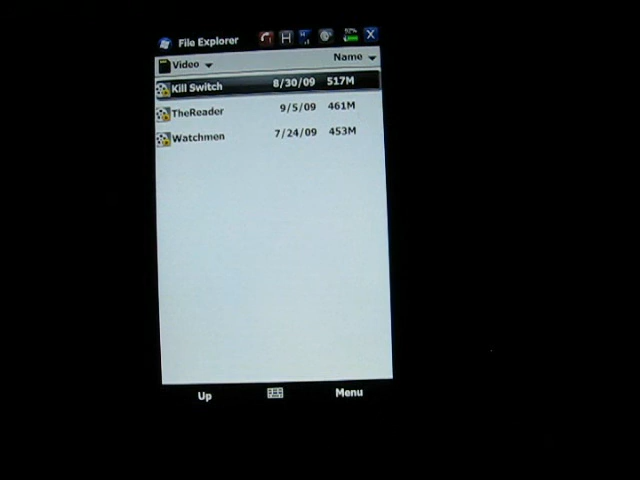 File Explorer
Video Name
Kill Switch 8/30/09 517M
TheReader 9/5/09 461M
Watchmen 7/24/09 453M
Up Menu